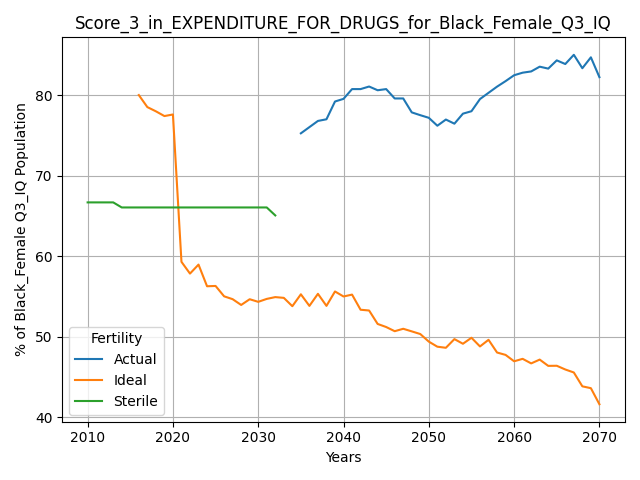 Score_3_in_EXPENDITURE_FOR_DRUGS_for_Black_Female_Q3_IQ
% of Black_Female Q3_IQ Population
80
70
60
50
40
Fertility
Actual
Ideal
Sterile
2010 2020 2030 2040 2050 2060 2070
Years